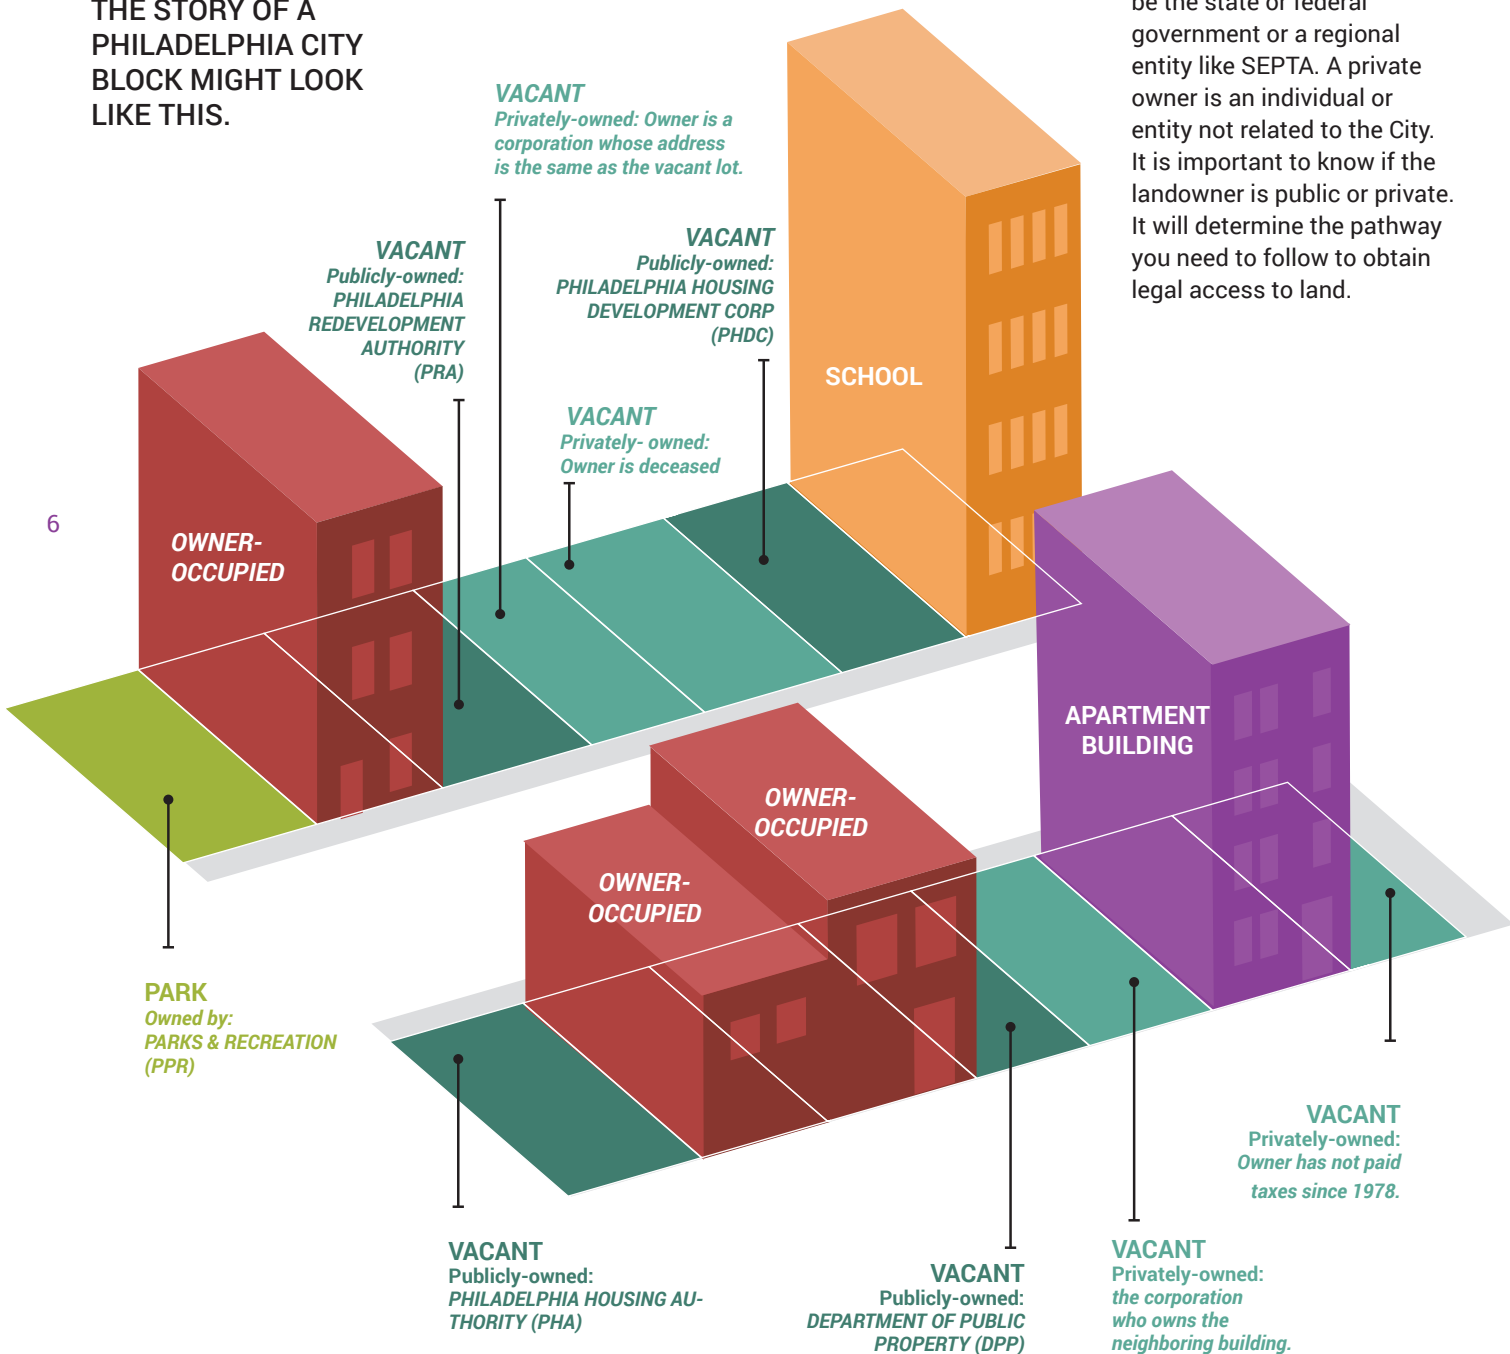 THE STORY OF A
PHILADELPHIA CITY
BLOCK MIGHT LOOK
LIKE THIS.
be the state or federal
government or a regional
entity like SEPTA. A private
owner is an individual or
entity not related to the City.
It is important to know if the
landowner is public or private.
It will determine the pathway
you need to follow to obtain
legal access to land.
VACANT
Privately-owned: Owner is a
corporation whose address
is the same as the vacant lot.
VACANT
Publicly-owned:
PHILADELPHIA
REDEVELOPMENT
AUTHORITY
(PRA)
VACANT
Publicly-owned:
PHILADELPHIA HOUSING
DEVELOPMENT CORP
(PHDC)
SCHOOL
VACANT
Privately- owned:
Owner is deceased
6
OWNER-
OCCUPIED
APARTMENT
BUILDING
OWNER-
OCCUPIED
OWNER-
OCCUPIED
PARK
Owned by:
PARKS & RECREATION
(PPR)
VACANT
Privately-owned:
Owner has not paid
taxes since 1978.
VACANT
Publicly-owned:
PHILADELPHIA HOUSING AU-
THORITY (PHA)
VACANT
Publicly-owned:
DEPARTMENT OF PUBLIC
PROPERTY (DPP)
VACANT
Privately-owned:
the corporation
who owns the
neighboring building.